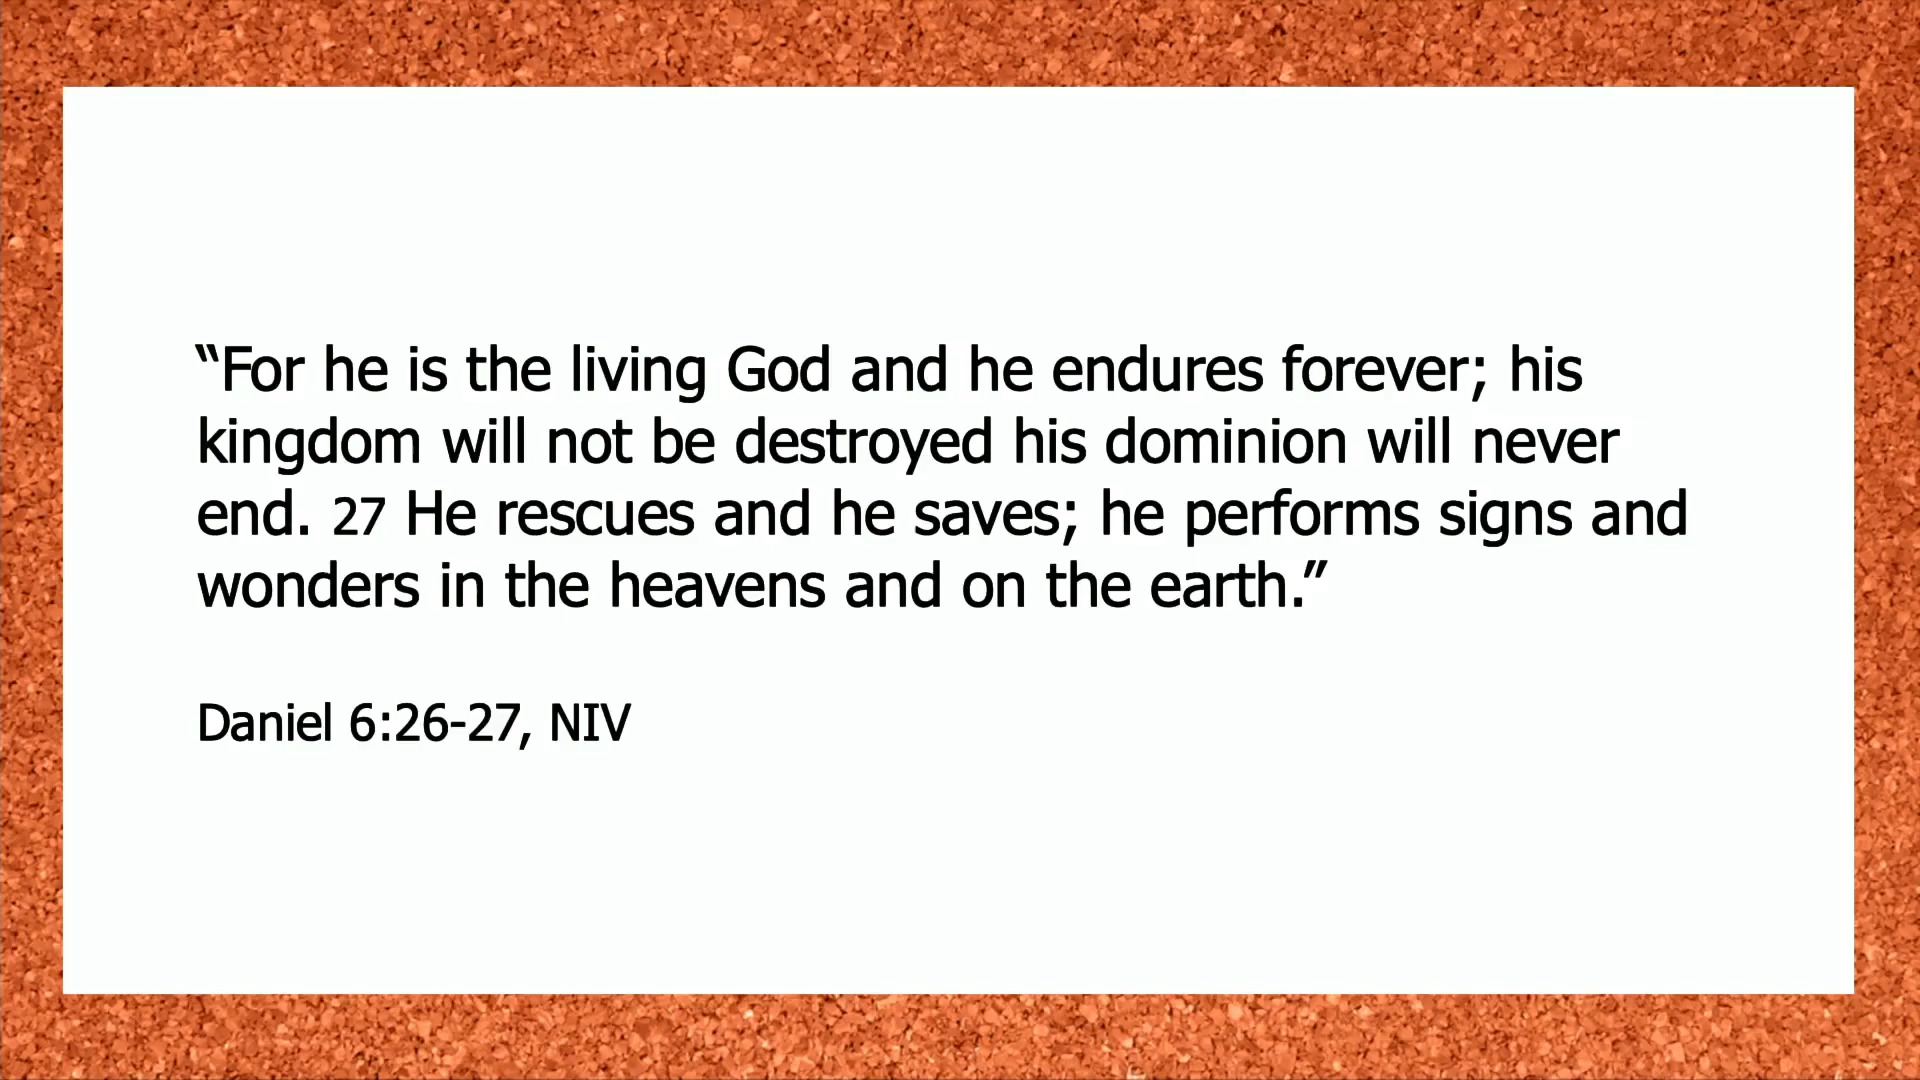 “For he is the living God and he endures forever; his
kingdom will not be destroyed his dominion will never
end. 27 He rescues and he saves; he performs signs and
wonders in the heavens and on the earth.”
Daniel 6:26-27, NIV